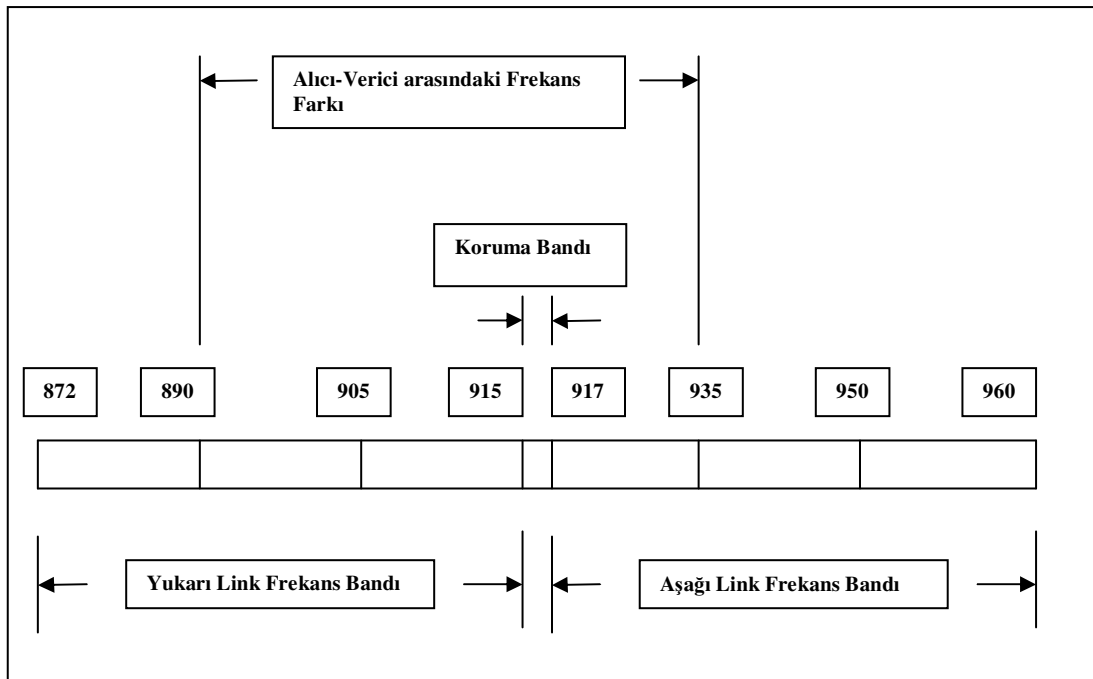 Alıcı-Verici arasındaki Frekans
Farkı
Koruma Bandı
872 890 905 915 917 935 950 960
Yukarı Link Frekans Bandı Aşağı Link Frekans Bandı